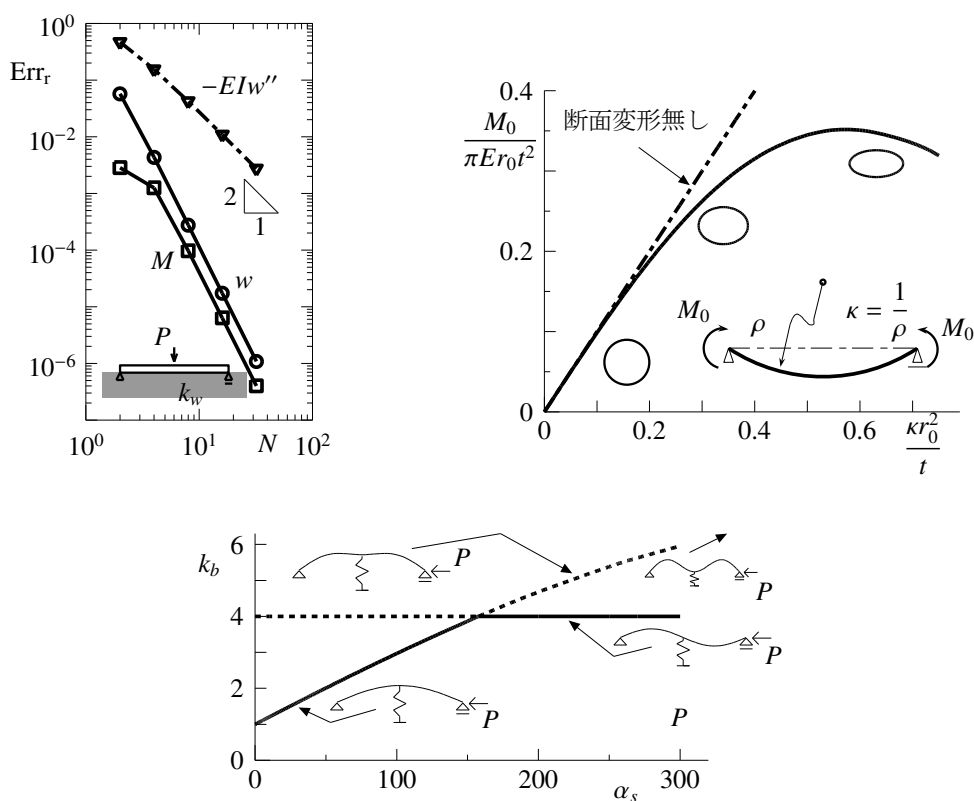 10^0
Err_r
10^{-2}
10^{-4}
10^{-6}
10^0
10^1
N
10^2
-EIw''
2
1
M
w
P
k_w
0.4
M_0
πEr_0t^2
0.2
0
断面変形無し
M_0
ρ
κ = 1
ρ
M_0
0
0.2
0.4
0.6
κr_0^2
t
6
k_b
4
2
0
P
P
P
P
P
0
100
200
300
α_s